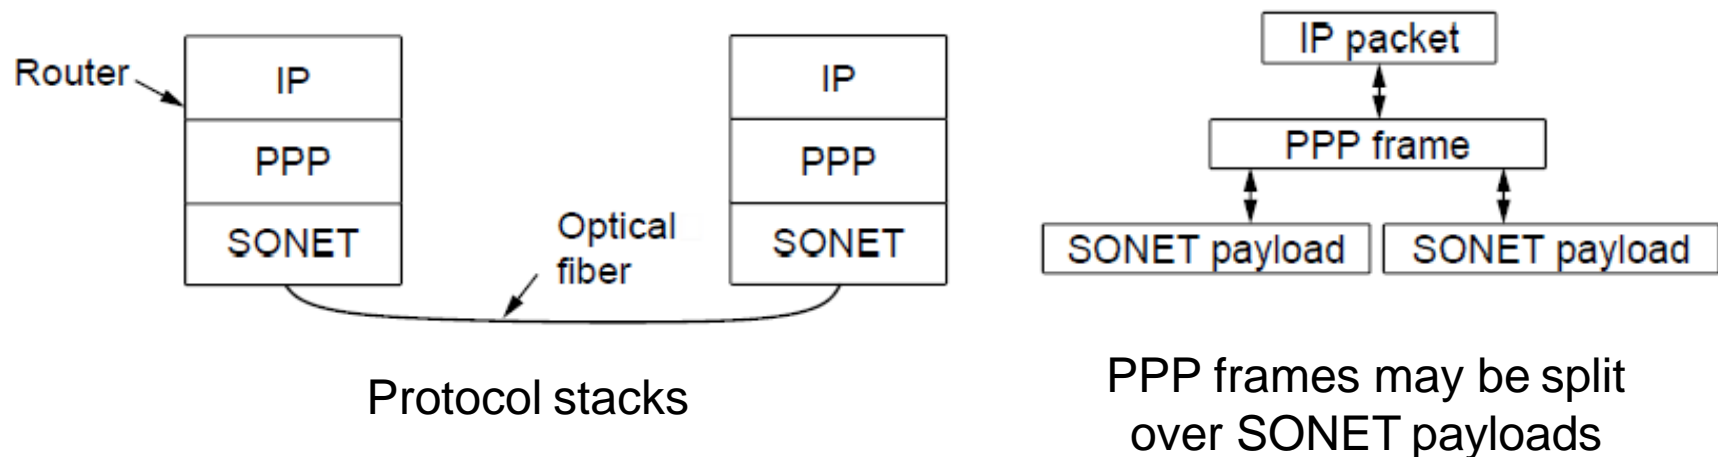 Router
IP
PPP
SONET
Optical
fiber
IP
PPP
SONET
Protocol stacks
IP packet
PPP frame
SONET payload
SONET payload
PPP frames may be split
over SONET payloads